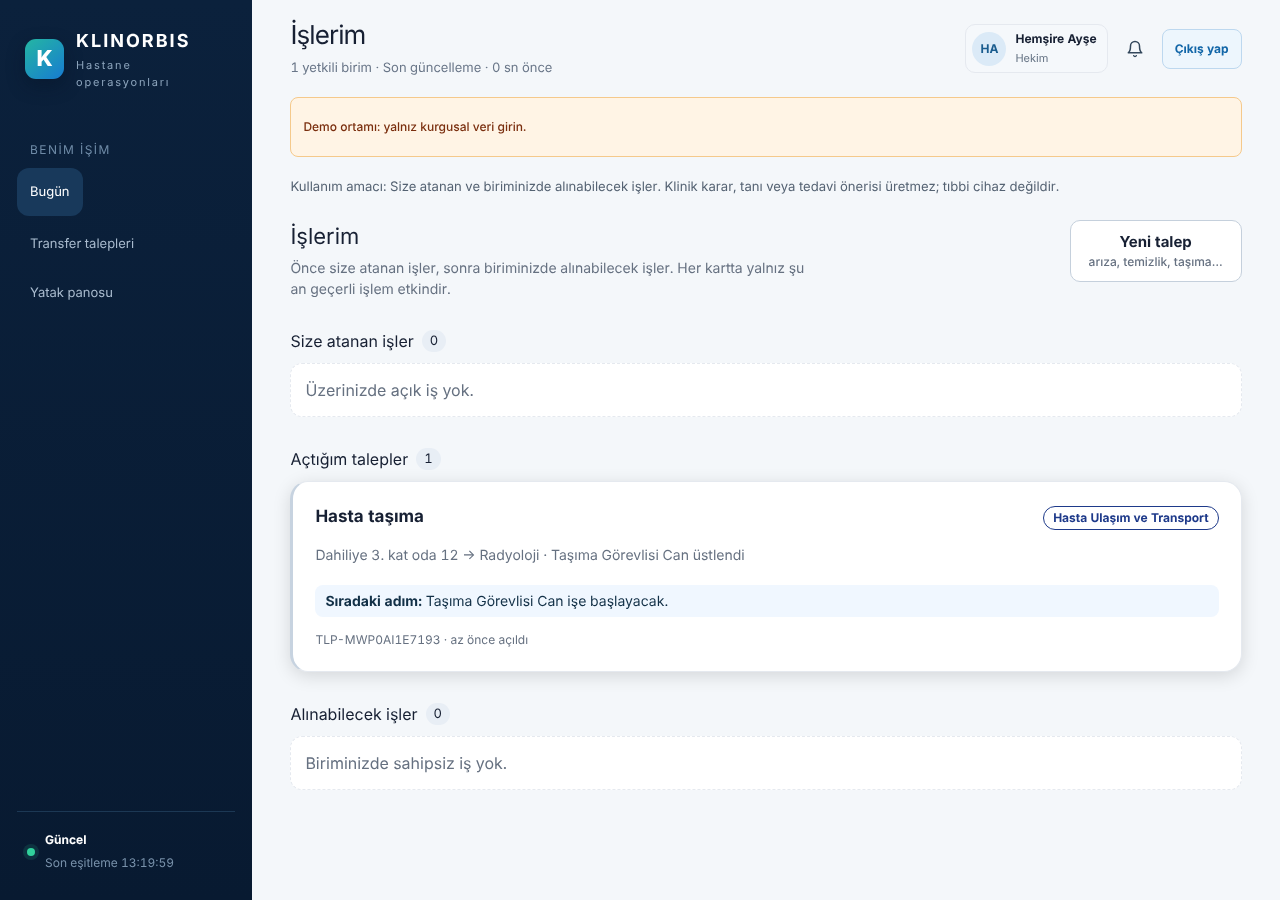 K
KLINORBIS
Hastane
operasyonları
BENİM İŞİM
Bugün
Transfer talepleri
Yatak panosu
Güncel
Son eşitleme 13:19:59
İşlerim
1 yetkili birim · Son güncelleme · 0 sn önce
HA
Hemşire Ayşe
Hekim
Çıkış yap
Demo ortamı: yalnız kurgusal veri girin.
Kullanım amacı: Size atanan ve biriminizde alınabilecek işler. Klinik karar, tanı veya tedavi önerisi üretmez; tıbbi cihaz değildir.
İşlerim
Önce size atanan işler, sonra biriminizde alınabilecek işler. Her kartta yalnız şu
an geçerli işlem etkindir.
Yeni talep
arıza, temizlik, taşıma…
Size atanan işler 0
Üzerinizde açık iş yok.
Açtığım talepler 1
Hasta taşıma
Hasta Ulaşım ve Transport
Dahiliye 3. kat oda 12 → Radyoloji · Taşıma Görevlisi Can üstlendi
Sıradaki adım: Taşıma Görevlisi Can işe başlayacak.
TLP-MWP0AI1E7193 · az önce açıldı
Alınabilecek işler 0
Biriminizde sahipsiz iş yok.